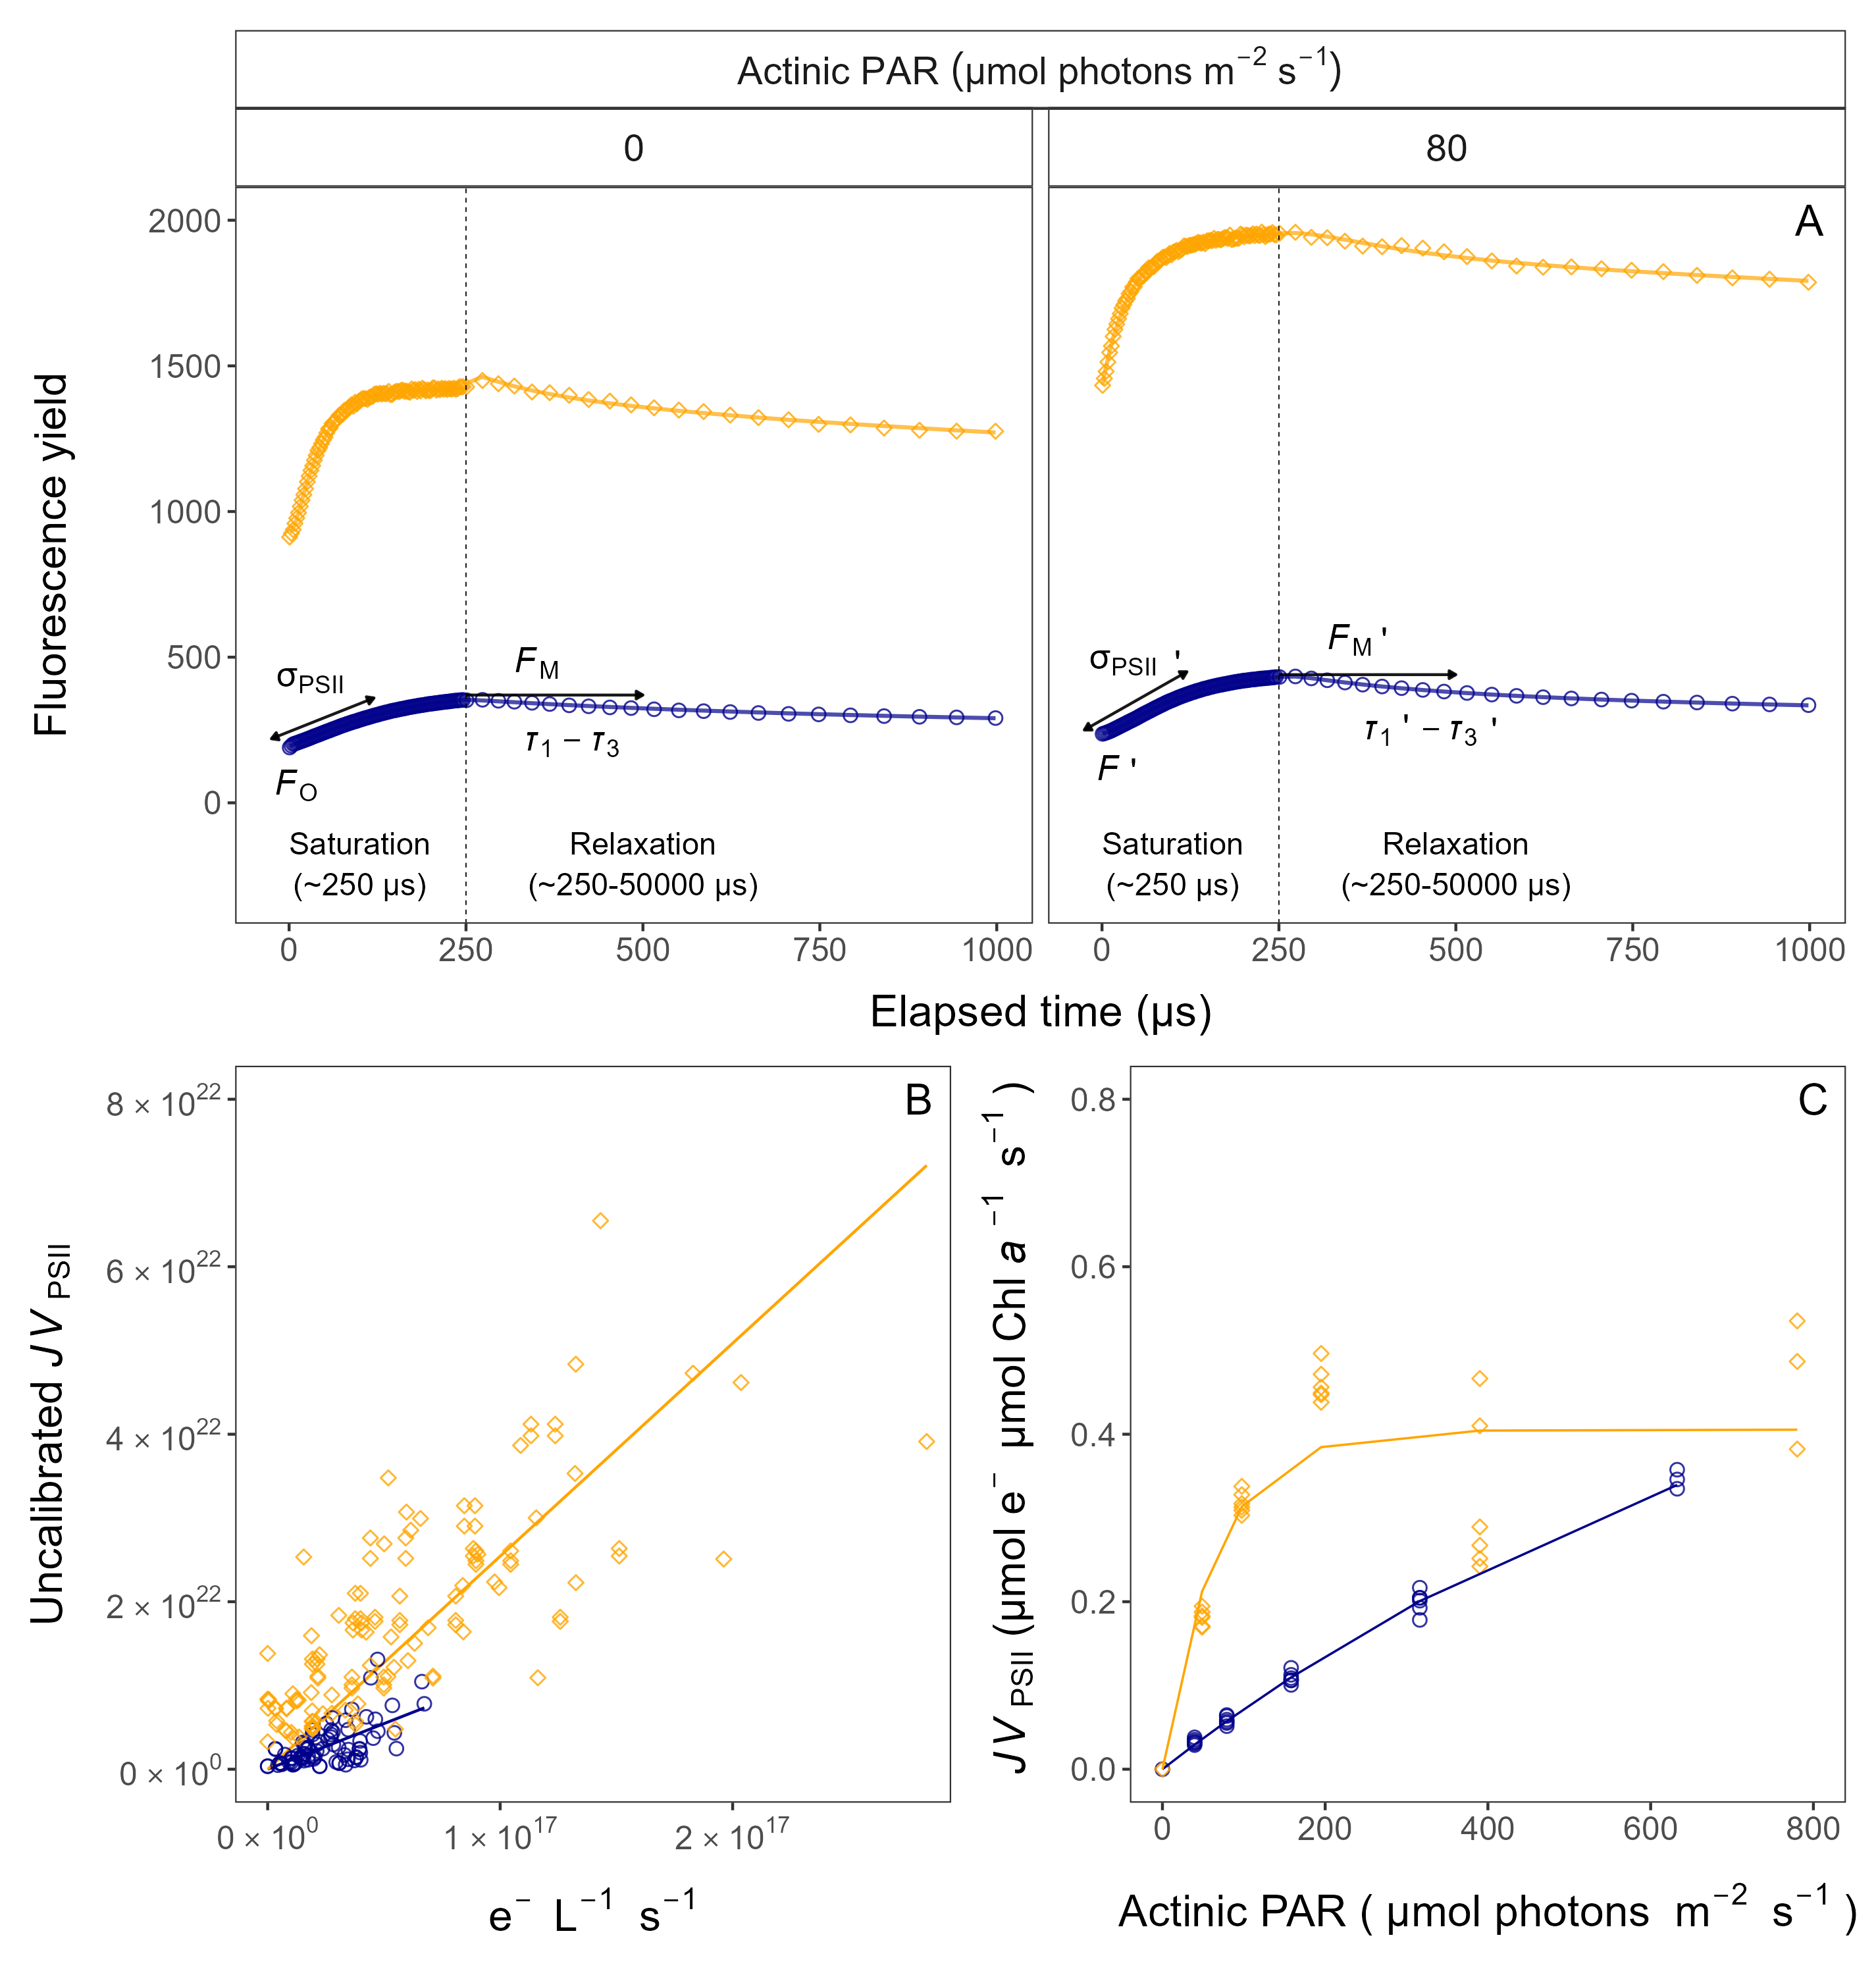 Actinic PAR (µmol photons m⁻² s⁻¹)
0
80
A
Fluorescence yield
2000
1500
1000
500
0
σPSII
FM
τ1 − τ3
FO
Saturation
(~250 µs)
Relaxation
(~250-50000 µs)
σPSII '
FM '
τ1 ' − τ3 '
F '
Saturation
(~250 µs)
Relaxation
(~250-50000 µs)
0 250 500 750 1000
0 250 500 750 1000
Elapsed time (µs)
B
Uncalibrated JVPSII
8 × 10²²
6 × 10²²
4 × 10²²
2 × 10²²
0 × 10⁰
0 × 10⁰ 1 × 10¹⁷ 2 × 10¹⁷
e⁻ L⁻¹ s⁻¹
C
JVPSII (µmol e⁻ µmol Chl a⁻¹ s⁻¹)
0.8
0.6
0.4
0.2
0.0
0 200 400 600 800
Actinic PAR ( µmol photons m⁻² s⁻¹ )